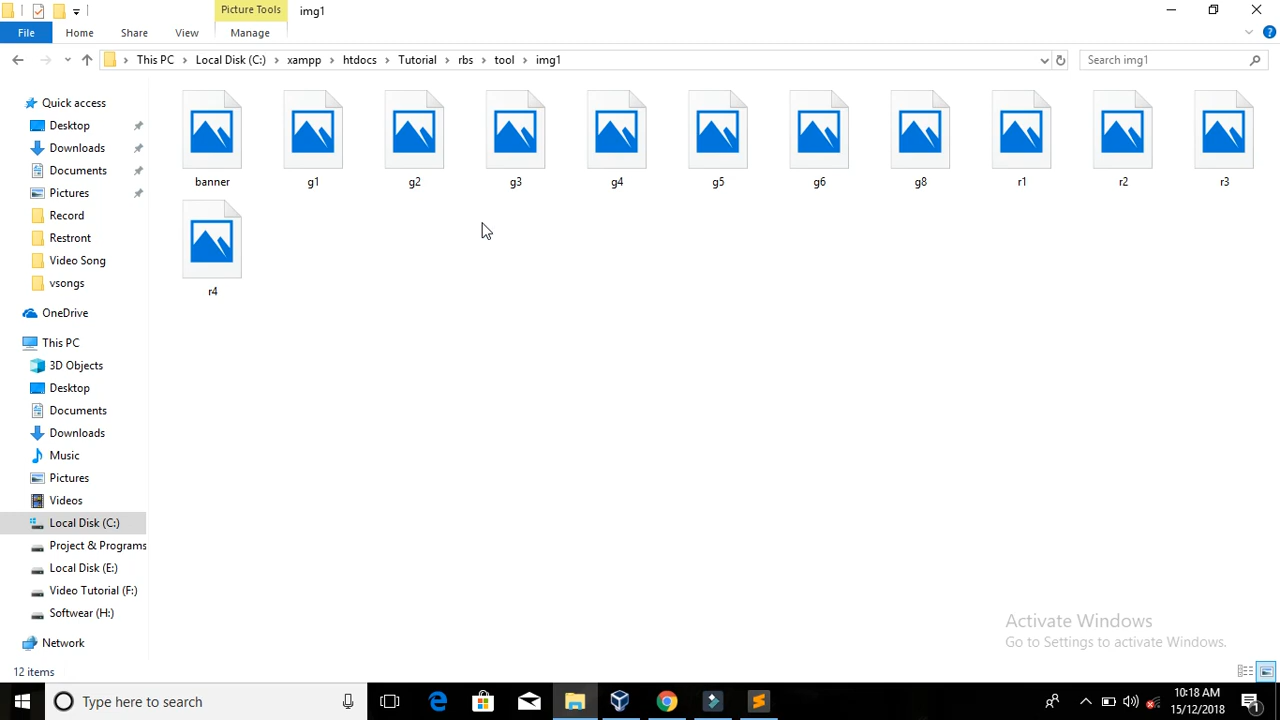 Picture Tools
img1
File
Home
Share
View
Manage
This PC
Local Disk (C:)
xampp
htdocs
Tutorial
rbs
tool
img1
Search img1
Quick access
Desktop
Downloads
Documents
Pictures
Record
Restront
Video Song
vsongs
OneDrive
This PC
3D Objects
Desktop
Documents
Downloads
Music
Pictures
Videos
Local Disk (C:)
Project & Programs
Local Disk (E:)
Video Tutorial (F:)
Softwear (H:)
Network
banner
g1
g2
g3
g4
g5
g6
g8
r1
r2
r3
r4
Activate Windows
Go to Settings to activate Windows.
12 items
Type here to search
10:18 AM
15/12/2018
1